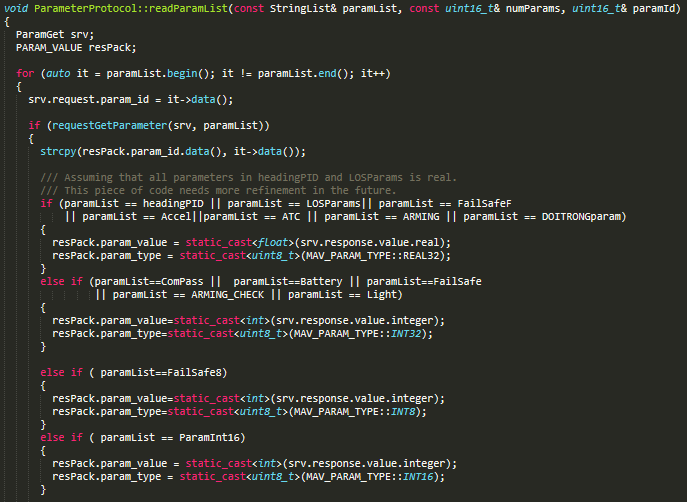 void ParameterProtocol::readParamList(const StringList& paramList, const uint16_t& numParams, uint16_t& paramId)
{
ParamGet srv;
PARAM_VALUE resPack;
for (auto it = paramList.begin(); it != paramList.end(); it++)
{
srv.request.param_id = it->data();
if (requestGetParameter(srv, paramList))
{
strcpy(resPack.param_id.data(), it->data());
/// Assuming that all parameters in headingPID and LOSParams is real.
/// This piece of code needs more refinement in the future.
if (paramList == headingPID || paramList == LOSParams|| paramList == FailSafeF
|| paramList == Accel||paramList == ATC || paramList == ARMING || paramList == DOITRONGparam)
{
resPack.param_value = static_cast<float>(srv.response.value.real);
resPack.param_type = static_cast<uint8_t>(MAV_PARAM_TYPE::REAL32);
}
else if (paramList==ComPass ||  paramList==Battery || paramList==FailSafe
|| paramList == ARMING_CHECK || paramList == Light)
{
resPack.param_value=static_cast<int>(srv.response.value.integer);
resPack.param_type=static_cast<uint8_t>(MAV_PARAM_TYPE::INT32);
}
else if ( paramList==FailSafe8)
{
resPack.param_value=static_cast<int>(srv.response.value.integer);
resPack.param_type=static_cast<uint8_t>(MAV_PARAM_TYPE::INT8);
}
else if ( paramList == ParamInt16)
{
resPack.param_value = static_cast<int>(srv.response.value.integer);
resPack.param_type = static_cast<uint8_t>(MAV_PARAM_TYPE::INT16);
}